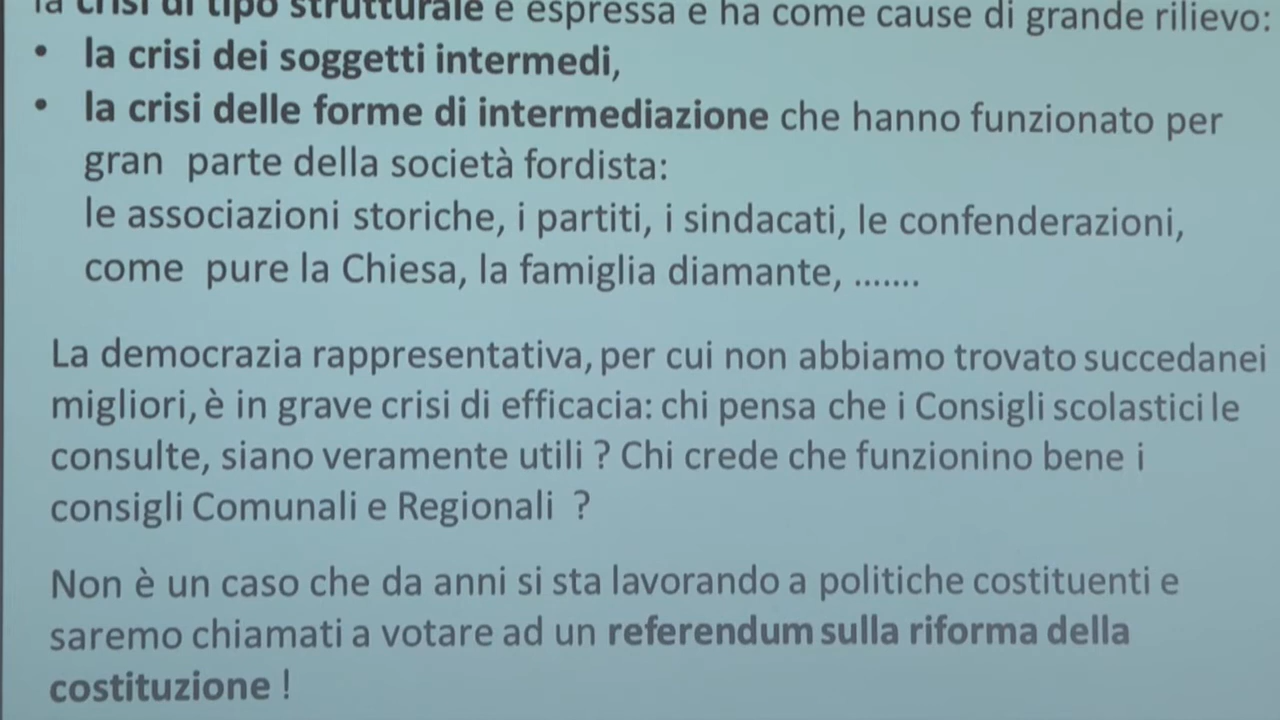 la crisi di tipo strutturale è espressa e ha come cause di grande rilievo:
• la crisi dei soggetti intermedi,
• la crisi delle forme di intermediazione che hanno funzionato per
gran parte della società fordista:
le associazioni storiche, i partiti, i sindacati, le confenderazioni,
come pure la Chiesa, la famiglia diamante, .......
La democrazia rappresentativa, per cui non abbiamo trovato succedanei
migliori, è in grave crisi di efficacia: chi pensa che i Consigli scolastici le
consulte, siano veramente utili ? Chi crede che funzionino bene i
consigli Comunali e Regionali ?
Non è un caso che da anni si sta lavorando a politiche costituenti e
saremo chiamati a votare ad un referendum sulla riforma della
costituzione !